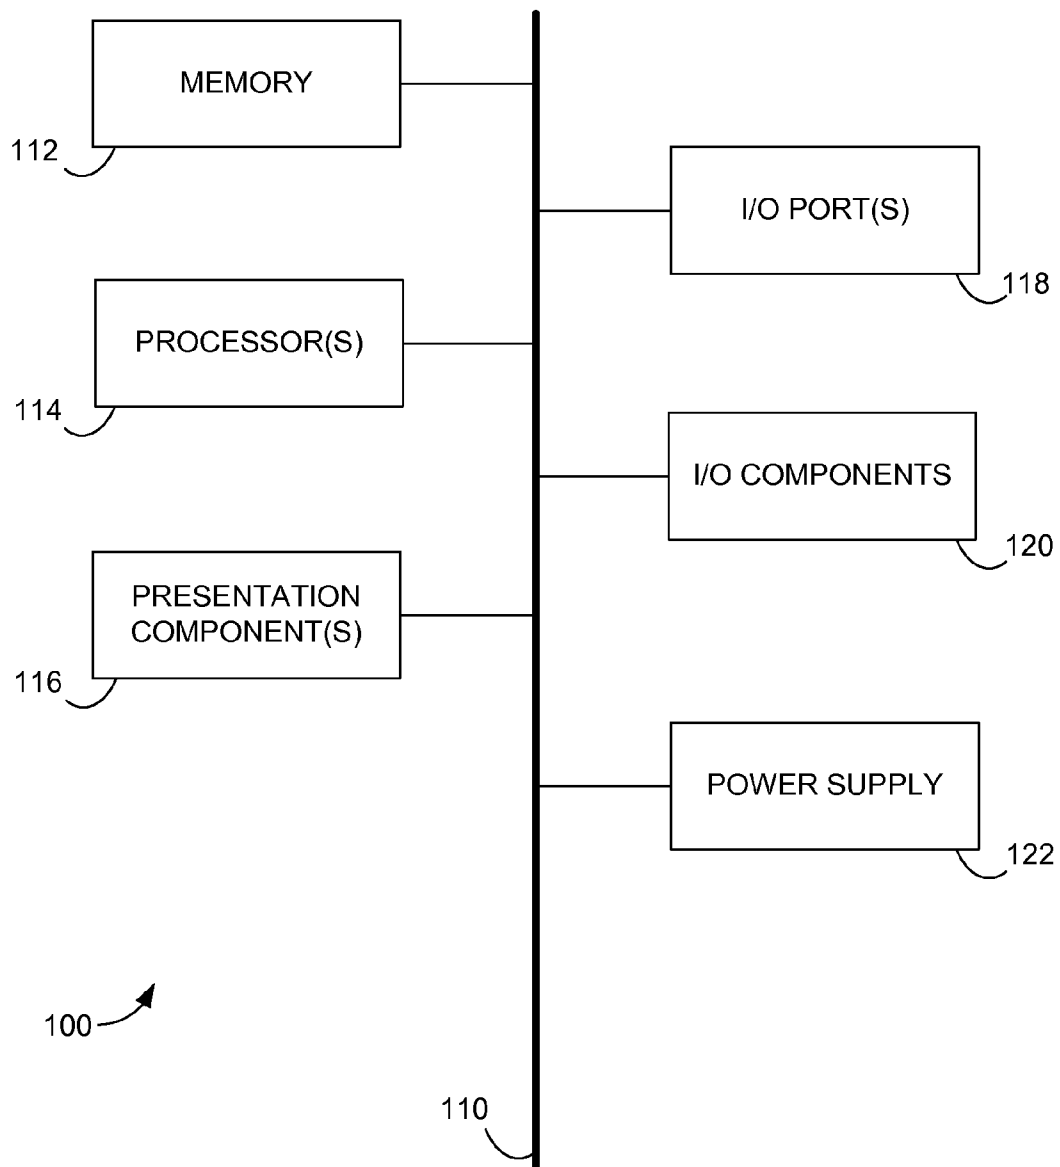 MEMORY
112
I/O PORT(S)
118
PROCESSOR(S)
114
I/O COMPONENTS
120
PRESENTATION
COMPONENT(S)
116
POWER SUPPLY
122
100
110